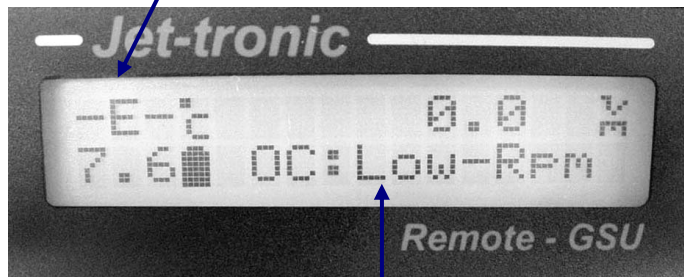 Jet-tronic
-E-°C 0.0 %E
7.6 OC:Low-Rpm
Remote - GSU